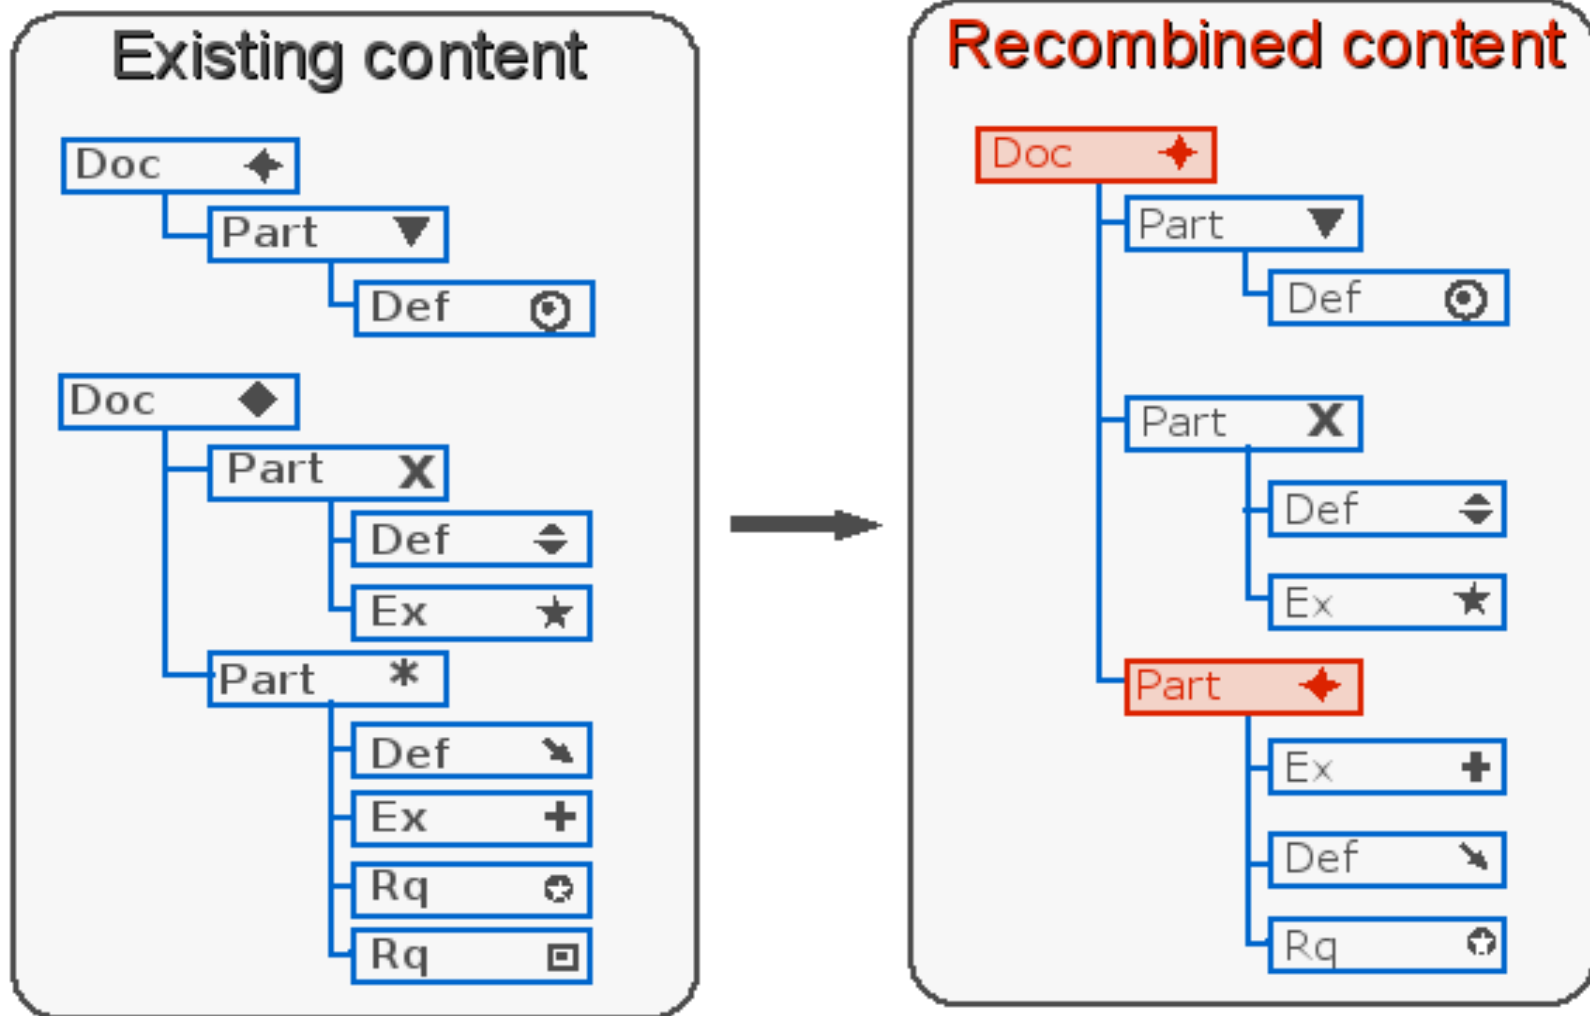 Existing content
Doc
Part
Def
Doc
Part X
Def
Ex
Part *
Def
Ex
Rq
Rq
Recombined content
Doc
Part
Def
Part X
Def
Ex
Part
Ex
Def
Rq